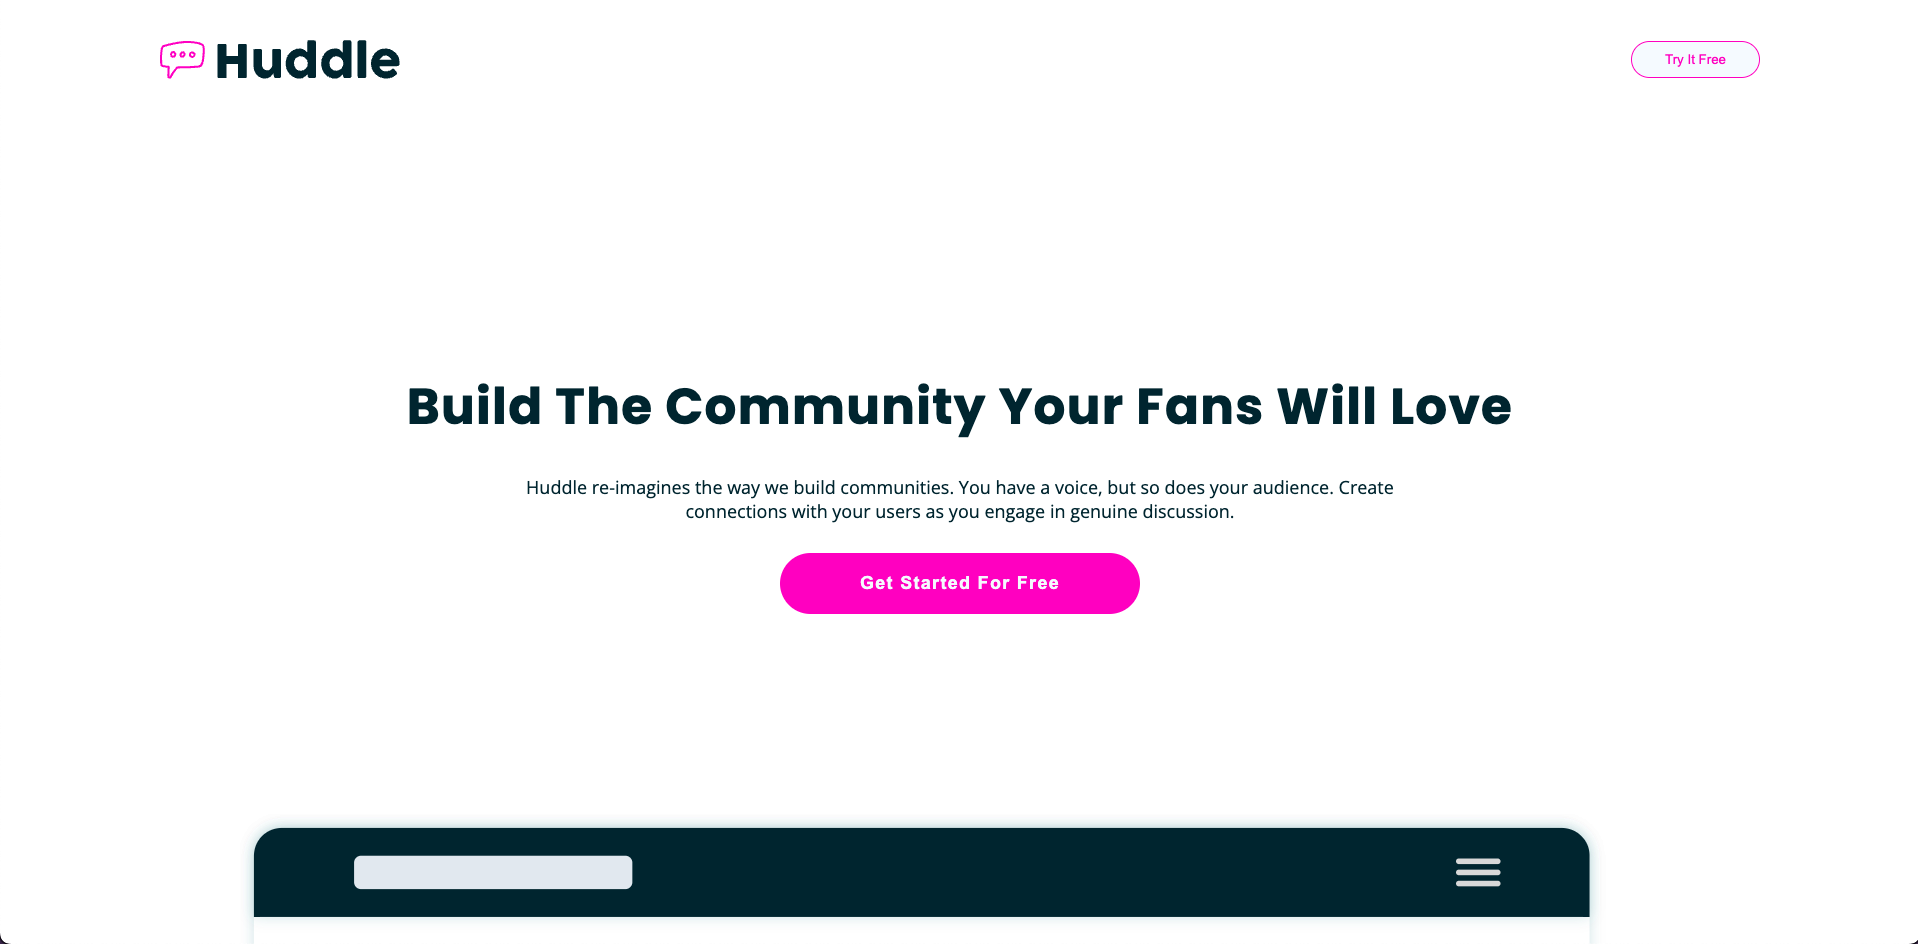 Huddle
Try It Free
Build The Community Your Fans Will Love
Huddle re-imagines the way we build communities. You have a voice, but so does your audience. Create
connections with your users as you engage in genuine discussion.
Get Started For Free